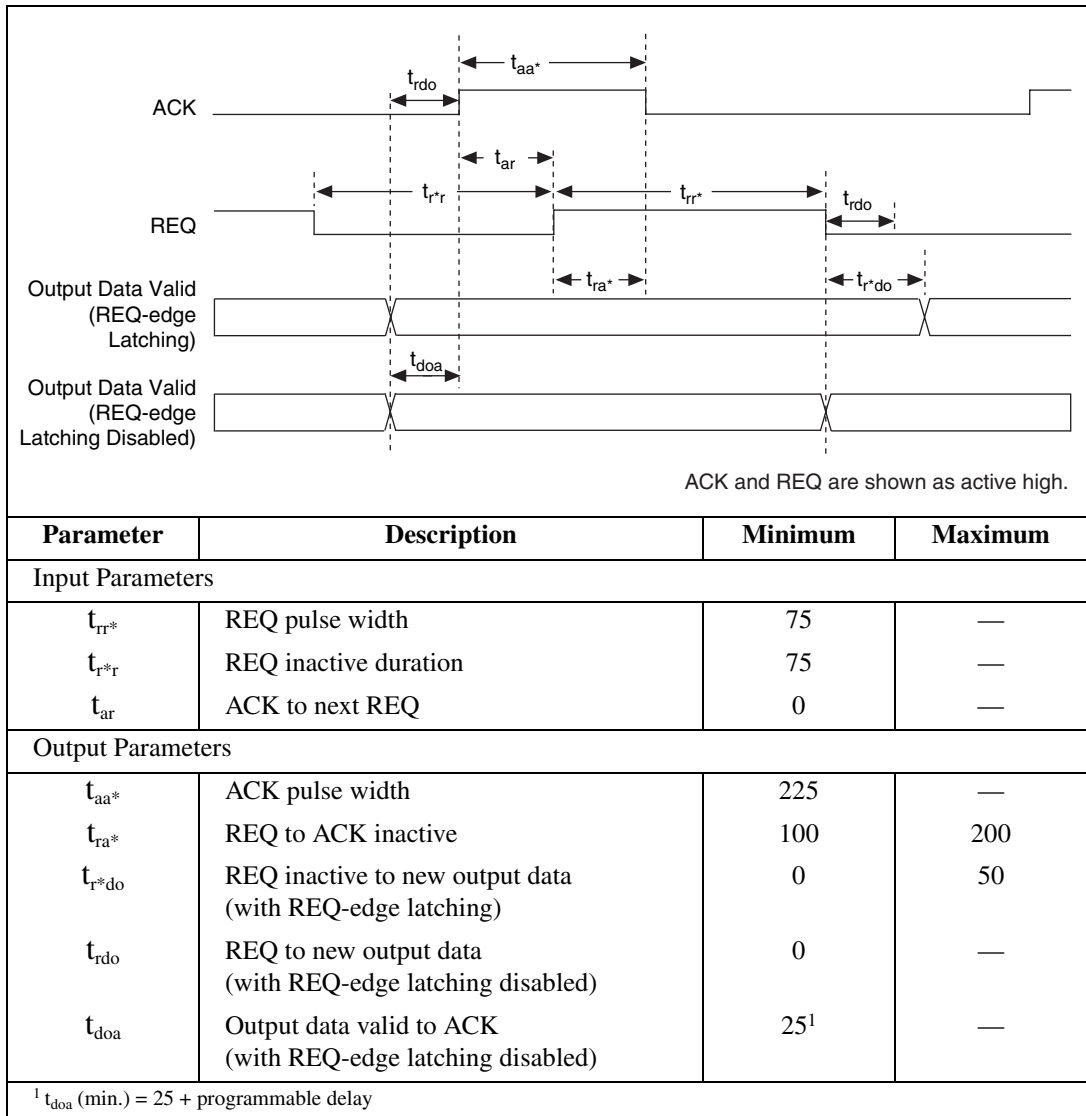 t_aa*
t_rdo
ACK
t_ar
t_r*r
t_rr*
t_rdo
REQ
t_ra*
t_r*do
Output Data Valid
(REQ-edge
Latching)
t_doa
Output Data Valid
(REQ-edge
Latching Disabled)
ACK and REQ are shown as active high.
Parameter Description Minimum Maximum
Input Parameters
t_rr* REQ pulse width 75 —
t_r*r REQ inactive duration 75 —
t_ar ACK to next REQ 0 —
Output Parameters
t_aa* ACK pulse width 225 —
t_ra* REQ to ACK inactive 100 200
t_r*do REQ inactive to new output data 0 50
(with REQ-edge latching)
t_rdo REQ to new output data 0 —
(with REQ-edge latching disabled)
t_doa Output data valid to ACK 25¹ —
(with REQ-edge latching disabled)
¹ t_doa (min.) = 25 + programmable delay